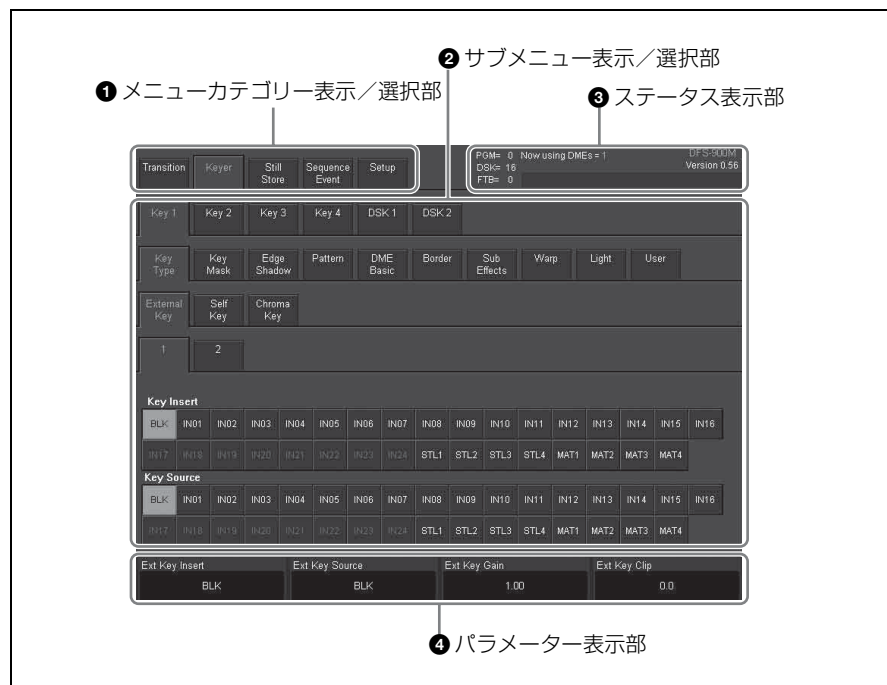 ❷サブメニュー表示／選択部
❶メニューカテゴリー表示／選択部
❸ステータス表示部
Transition Keyer Still Store Sequence Event Setup
PGM= 0 Now using DMEs = 1 DFS-900M
DSK= 16 Version 0.56
FTB= 0
Key 1 Key 2 Key 3 Key 4 DSK 1 DSK 2
Key Type Key Mask Edge Shadow Pattern DME Basic Border Sub Effects Warp Light User
External Key Self Key Chroma Key
1 2
Key Insert
BLK IN01 IN02 IN03 IN04 IN05 IN06 IN07 IN08 IN09 IN10 IN11 IN12 IN13 IN14 IN15 IN16
IN17 IN18 IN19 IN20 IN21 IN22 IN23 IN24 STL1 STL2 STL3 STL4 MAT1 MAT2 MAT3 MAT4
Key Source
BLK IN01 IN02 IN03 IN04 IN05 IN06 IN07 IN08 IN09 IN10 IN11 IN12 IN13 IN14 IN15 IN16
IN17 IN18 IN19 IN20 IN21 IN22 IN23 IN24 STL1 STL2 STL3 STL4 MAT1 MAT2 MAT3 MAT4
Ext Key Insert Ext Key Source Ext Key Gain Ext Key Clip
BLK BLK 1.00 0.0
❹パラメーター表示部